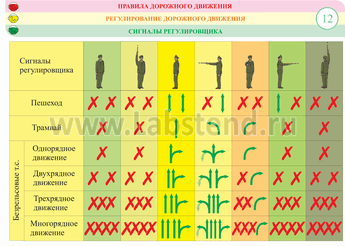 ПРАВИЛА ДОРОЖНОГО ДВИЖЕНИЯ
РЕГУЛИРОВАНИЕ ДОРОЖНОГО ДВИЖЕНИЯ
СИГНАЛЫ РЕГУЛИРОВЩИКА
12
Сигналы
регулировщика
Пешеход
Трамвай
Безрельсовые т.с.
Однорядное
движение
Двухрядное
движение
Трехрядное
движение
Многорядное
движение
www.labstend.ru